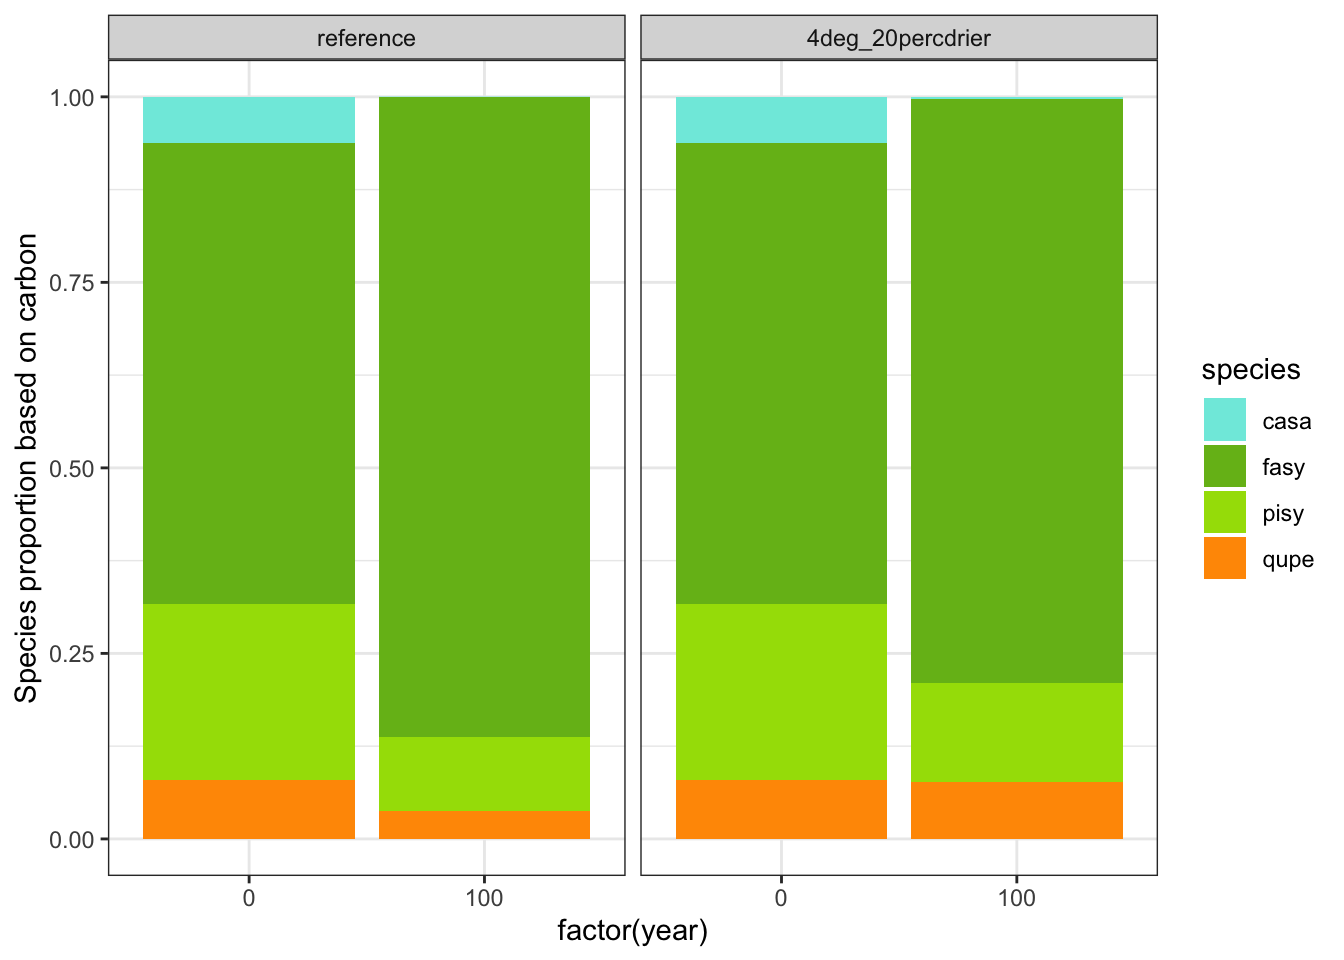 reference
4deg_20percdrier
Species proportion based on carbon
1.00
0.75
0.50
0.25
0.00
0
100
0
100
factor(year)
species
casa
fasy
pisy
qupe